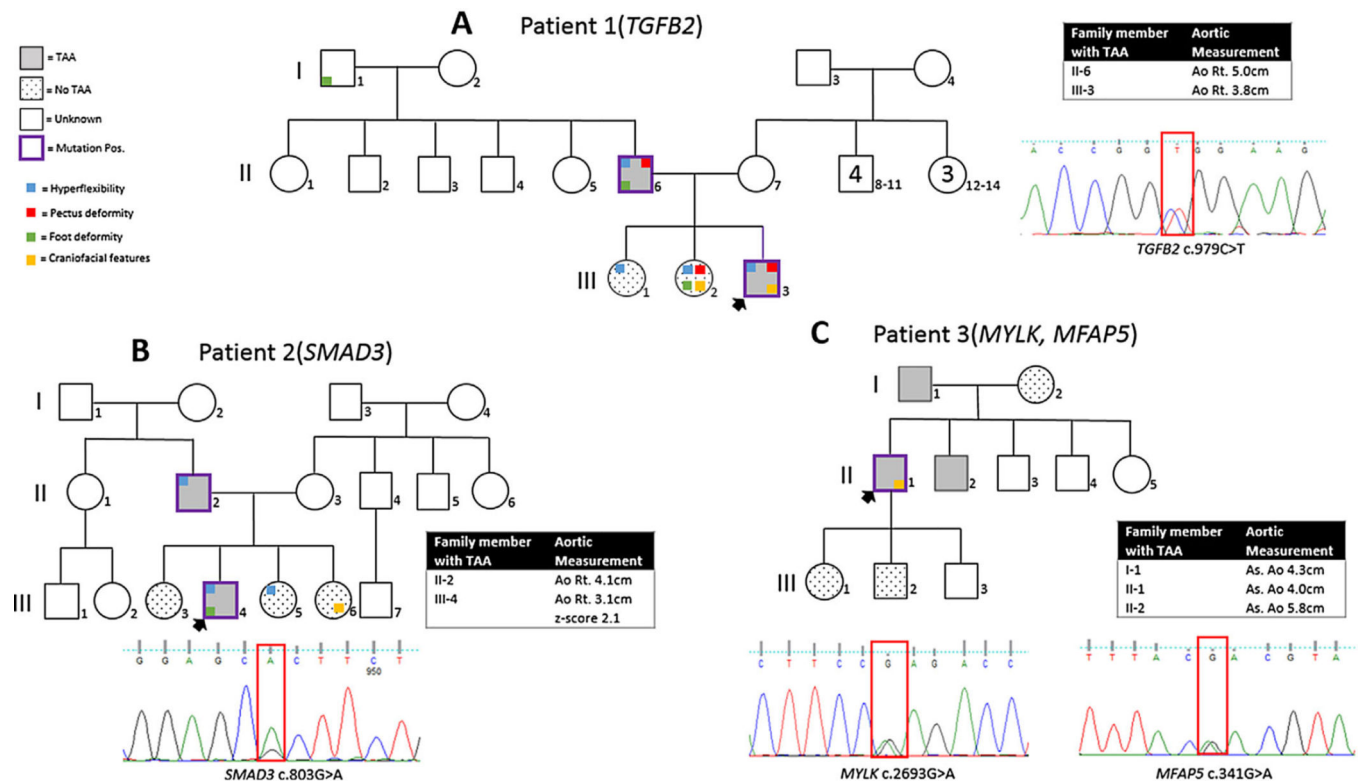 A Patient 1(TGFB2)
= TAA
= No TAA
= Unknown
= Mutation Pos.
= Hyperflexibility
= Pectus deformity
= Foot deformity
= Craniofacial features
I
1
2
3
4
II
1
2
3
4
5
6
7
4
8-11
3
12-14
III
1
2
3
Family member with TAA Aortic Measurement
II-6 Ao Rt. 5.0cm
III-3 Ao Rt. 3.8cm
A C C G G T G G A A G
TGFB2 c.979C>T
B Patient 2(SMAD3)
I
1
2
3
4
II
1
2
3
4
5
6
III
1
2
3
4
5
6
7
Family member with TAA Aortic Measurement
II-2 Ao Rt. 4.1cm
III-4 Ao Rt. 3.1cm
z-score 2.1
G G A G C A C T T C T
950
SMAD3 c.803G>A
C Patient 3(MYLK, MFAP5)
I
1
2
II
1
2
3
4
5
III
1
2
3
Family member with TAA Aortic Measurement
I-1 As. Ao 4.3cm
II-1 As. Ao 4.0cm
II-2 As. Ao 5.8cm
C T T C C G A G A C C
MYLK c.2693G>A
T T T A C G A C G T A
MFAP5 c.341G>A